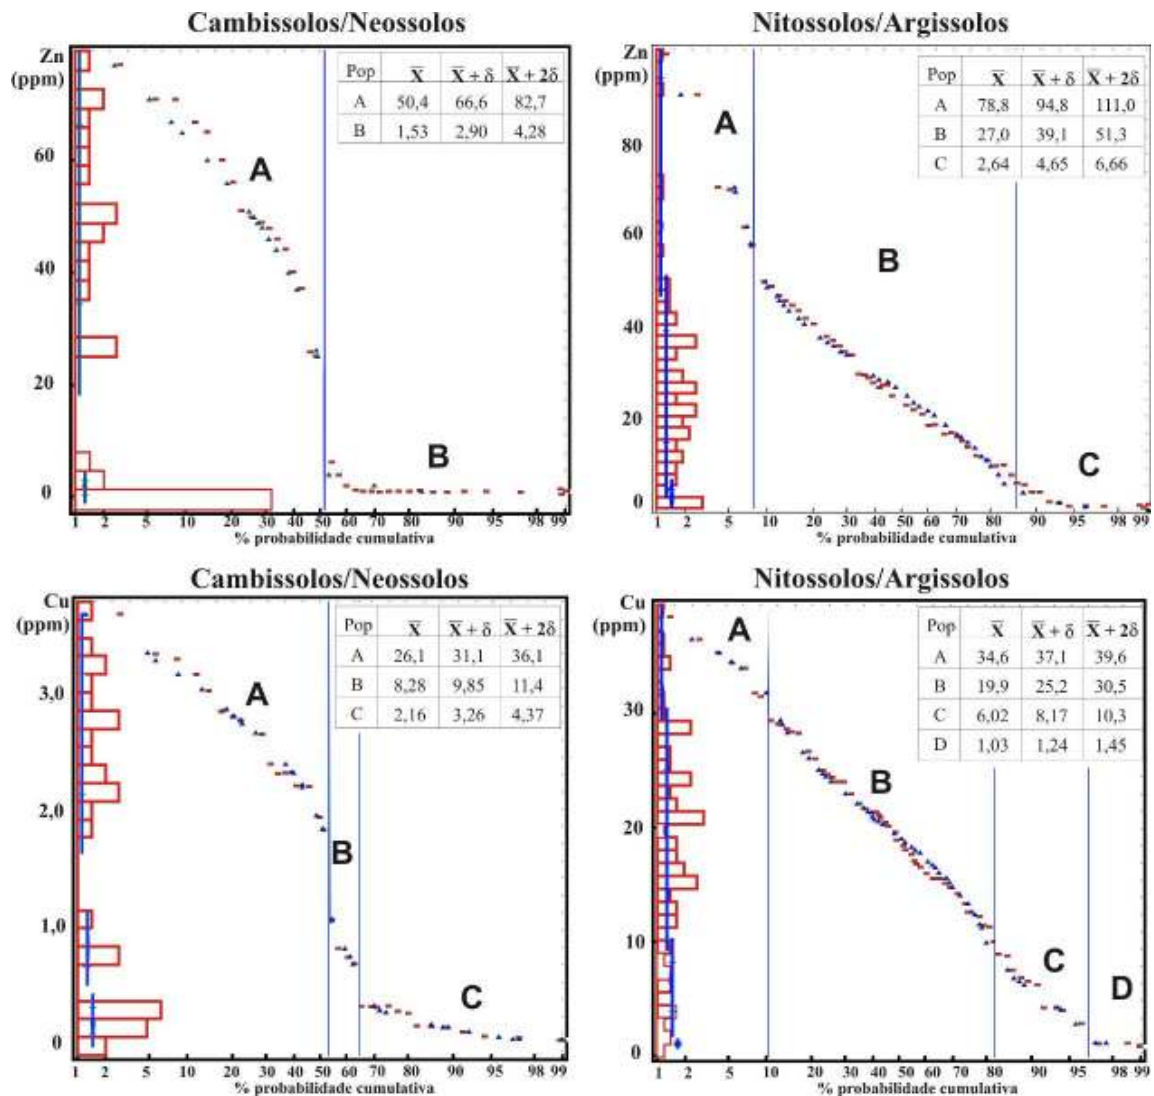 Cambissolos/Neossolos
Zn
(ppm)
60
40
20
0
Pop X̅ X̅ + δ X̅ + 2δ
A 50,4 66,6 82,7
B 1,53 2,90 4,28
A
B
1 2 5 10 20 30 40 50 60 70 80 90 95 98 99
% probabilidade cumulativa
Nitossolos/Argissolos
Zn
(ppm)
80
60
40
20
0
Pop X̅ X̅ + δ X̅ + 2δ
A 78,8 94,8 111,0
B 27,0 39,1 51,3
C 2,64 4,65 6,66
A
B
C
1 2 5 10 20 30 40 50 60 70 80 90 95 98 99
% probabilidade cumulativa
Cambissolos/Neossolos
Cu
(ppm)
3,0
2,0
1,0
0
Pop X̅ X̅ + δ X̅ + 2δ
A 26,1 31,1 36,1
B 8,28 9,85 11,4
C 2,16 3,26 4,37
A
B
C
1 2 5 10 20 30 40 50 60 70 80 90 95 98 99
% probabilidade cumulativa
Nitossolos/Argissolos
Cu
(ppm)
30
20
10
0
Pop X̅ X̅ + δ X̅ + 2δ
A 34,6 37,1 39,6
B 19,9 25,2 30,5
C 6,02 8,17 10,3
D 1,03 1,24 1,45
A
B
C
D
1 2 5 10 20 30 40 50 60 70 80 90 95 98 99
% probabilidade cumulativa